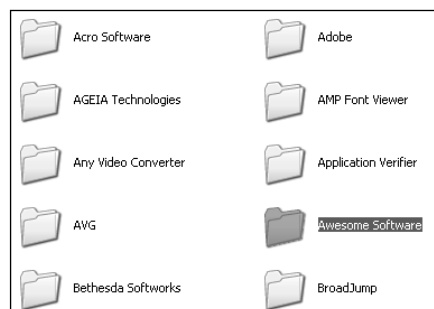 Acro Software
Adobe
AGEIA Technologies
AMP Font Viewer
Any Video Converter
Application Verifier
AVG
Awesome Software
Bethesda Softworks
BroadJump